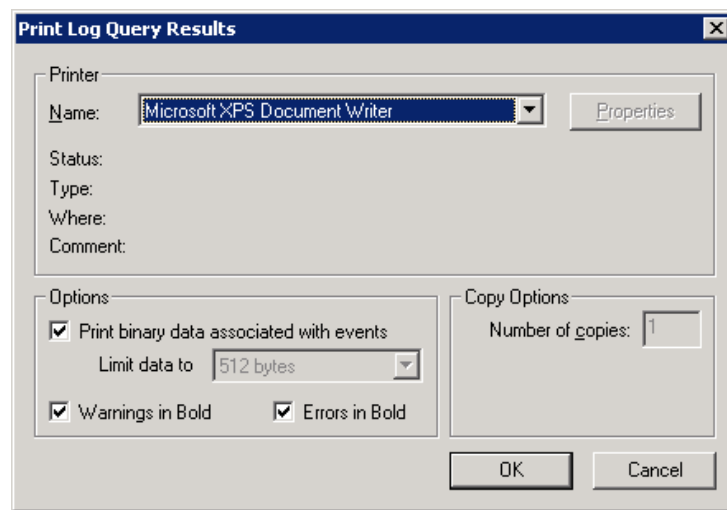 Print Log Query Results
Printer
Name: Microsoft XPS Document Writer Properties
Status:
Type:
Where:
Comment:
Options
Print binary data associated with events
Limit data to 512 bytes
Warnings in Bold Errors in Bold
Copy Options
Number of copies: 1
OK Cancel